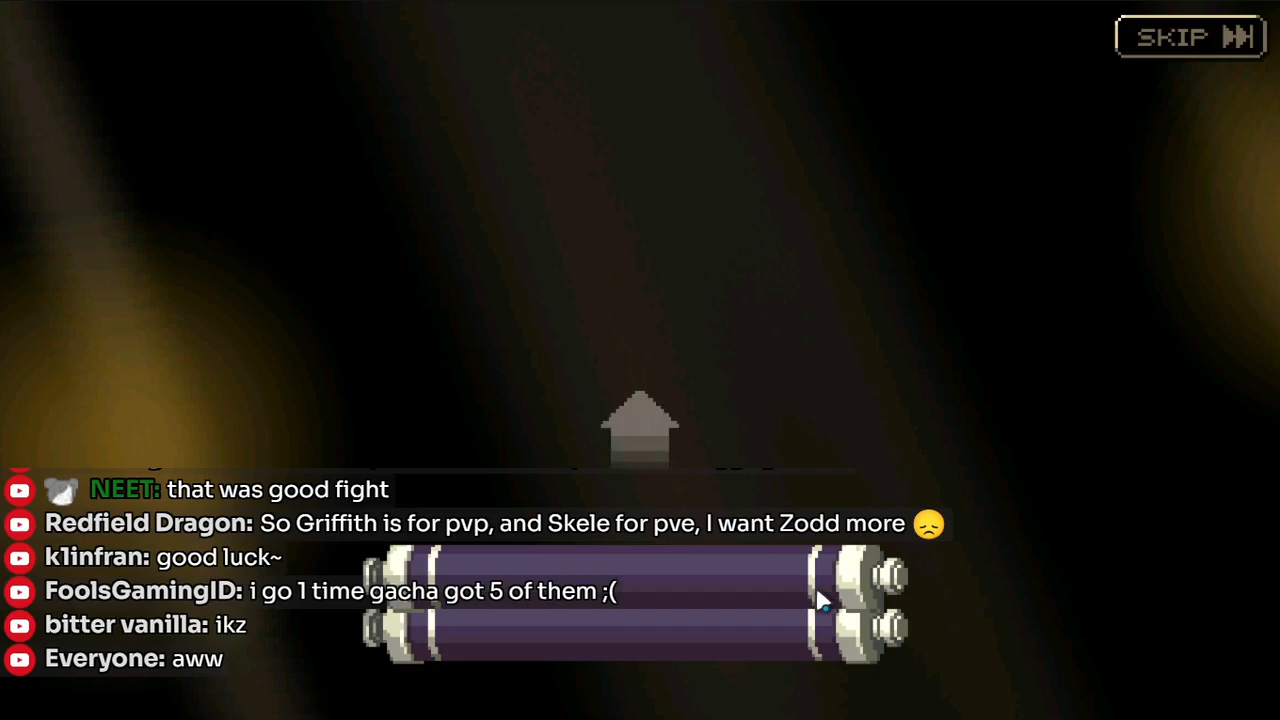 SKIP
NEET: that was good fight
Redfield Dragon: So Griffith is for pvp, and Skele for pve, I want Zodd more 😞
k1infran: good luck~
FoolsGamingID: i go 1 time gacha got 5 of them ;(
bitter vanilla: ikz
Everyone: aww